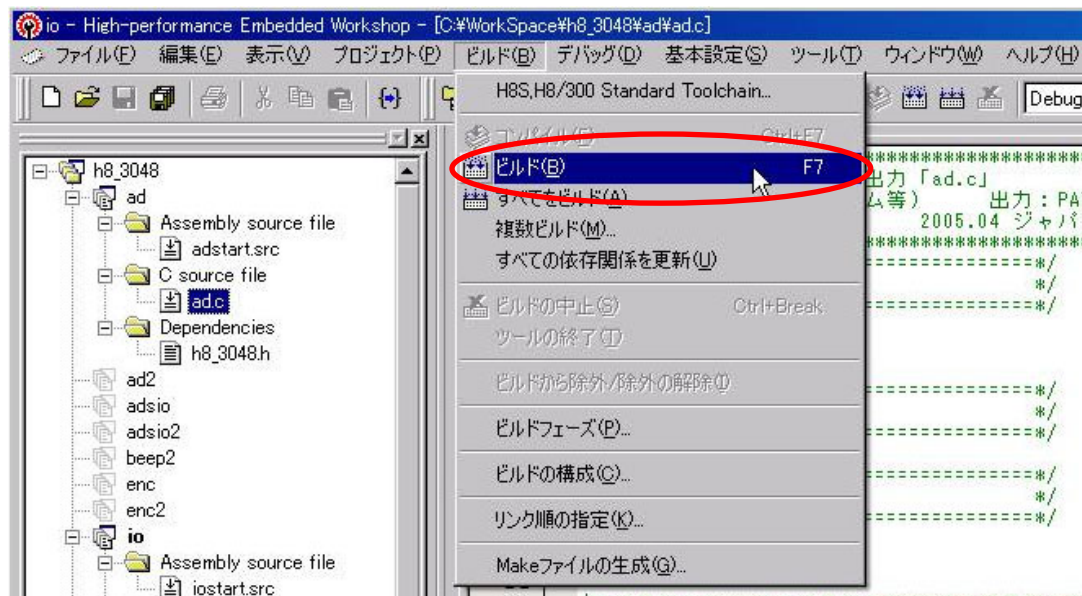 io - High-performance Embedded Workshop - [C:¥WorkSpace¥h8_3048¥ad¥ad.c]
ファイル(F) 編集(E) 表示(V) プロジェクト(P) ビルド(B) デバッグ(D) 基本設定(S) ツール(T) ウィンドウ(W) ヘルプ(H)
Debug
H8S,H8/300 Standard Toolchain...
コンパイル(F) Ctrl+F7
ビルド(B) F7
すべてをビルド(A)
複数ビルド(M)...
すべての依存関係を更新(U)
ビルドの中止(S) Ctrl+Break
ツールの終了(T)
ビルドから除外/除外の解除(I)
ビルドフェーズ(P)...
ビルドの構成(C)...
リンク順の指定(K)...
Makeファイルの生成(G)...
h8_3048
ad
Assembly source file
adstart.src
C source file
ad.c
Dependencies
h8_3048.h
ad2
adsio
adsio2
beep2
enc
enc2
io
Assembly source file
iostart.src
**********************
出力「ad.c」
ム等) 出力:PA
2005.04 ジャパ
**********************
================*/
*/
================*/
================*/
*/
================*/
================*/
*/
================*/